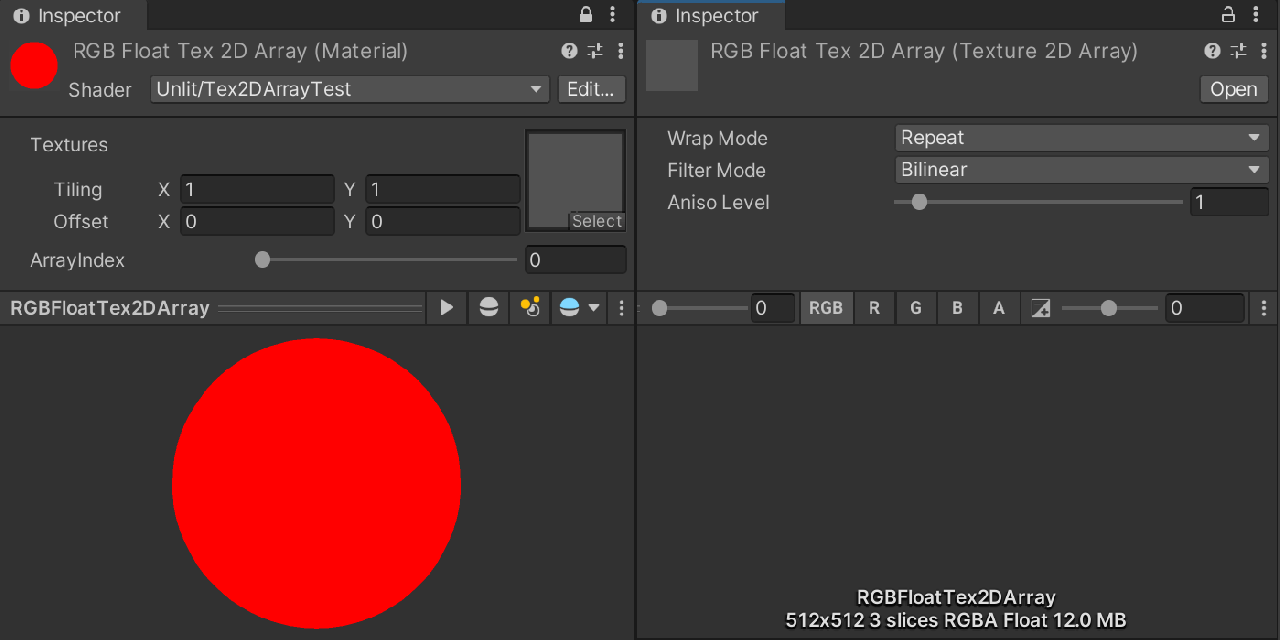 Inspector
RGB Float Tex 2D Array (Material)
Shader Unlit/Tex2DArrayTest Edit...
Textures
Tiling X 1 Y 1
Offset X 0 Y 0
Select
ArrayIndex 0
RGBFloatTex2DArray
Inspector
RGB Float Tex 2D Array (Texture 2D Array)
Open
Wrap Mode Repeat
Filter Mode Bilinear
Aniso Level 1
0 RGB R G B A 0
RGBFloatTex2DArray
512x512 3 slices RGBA Float 12.0 MB